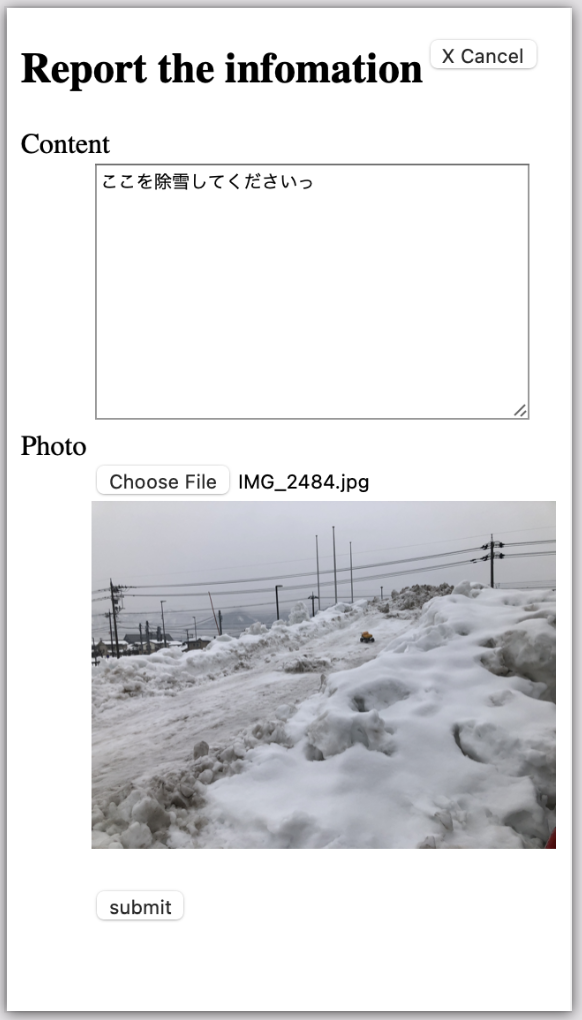 Report the infomation
X Cancel
Content
ここを除雪してくださいっ
Photo
Choose File IMG_2484.jpg
submit